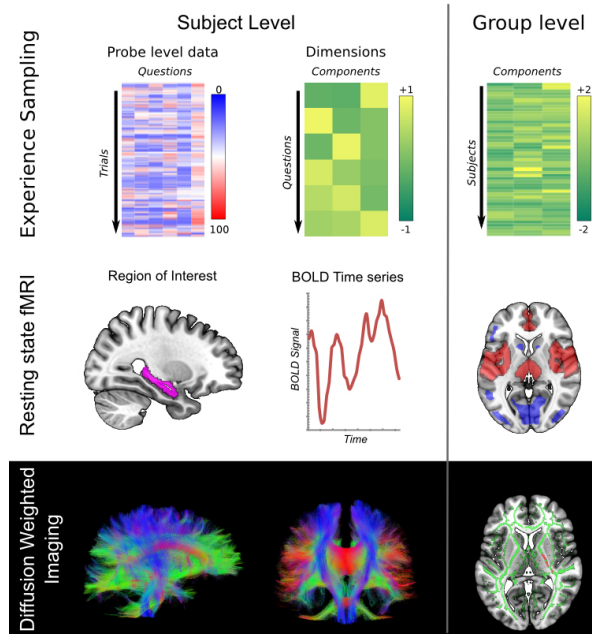 Subject Level
Group level
Experience Sampling
Probe level data
Questions
Trials
0
100
Dimensions
Components
Questions
+1
-1
Components
Subjects
+2
-2
Resting state fMRI
Region of Interest
BOLD Time series
BOLD Signal
Time
Diffusion Weighted
Imaging